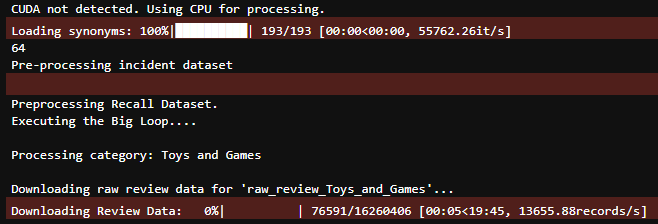 CUDA not detected. Using CPU for processing.
Loading synonyms: 100%|██████████| 193/193 [00:00<00:00, 55762.26it/s]
64
Pre-processing incident dataset
Preprocessing Recall Dataset.
Executing the Big Loop....
Processing category: Toys and Games
Downloading raw review data for 'raw_review_Toys_and_Games'...
Downloading Review Data:   0%|          | 76591/16260406 [00:05<19:45, 13655.88records/s]